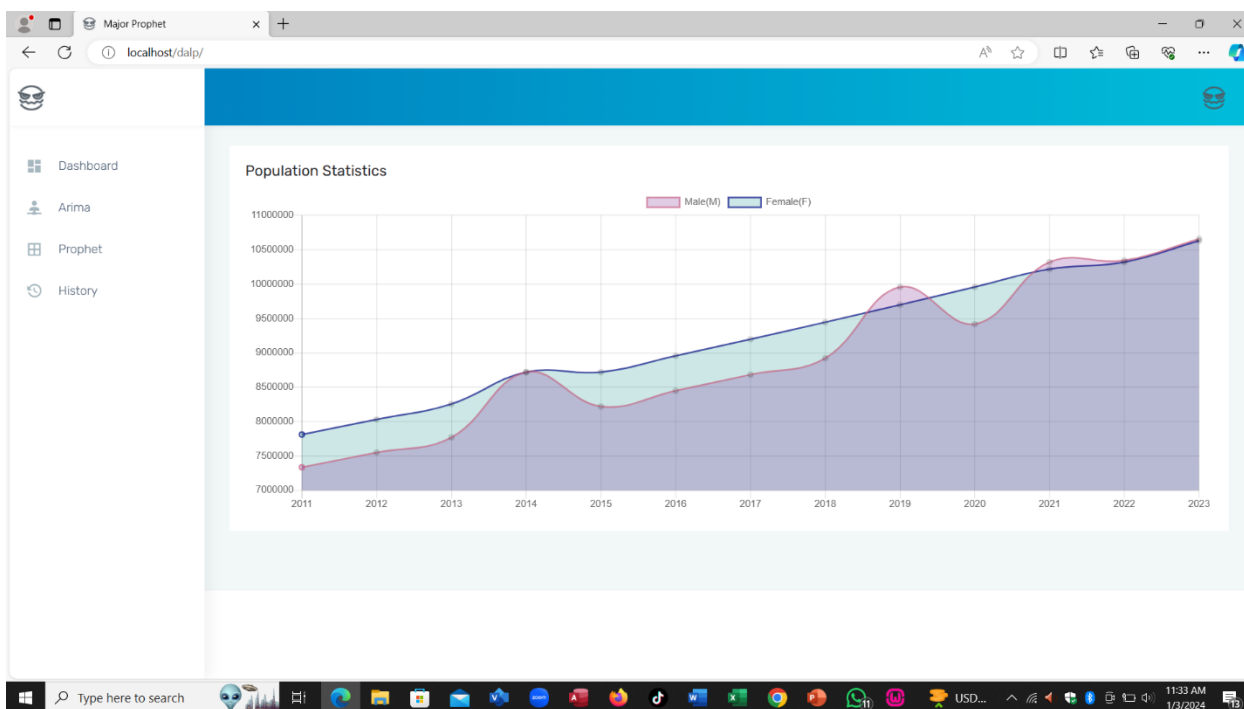 Major Prophet
localhost/dalp/
Dashboard
Arima
Prophet
History
Population Statistics
Male(M) Female(F)
11000000
10500000
10000000
9500000
9000000
8500000
8000000
7500000
7000000
2011 2012 2013 2014 2015 2016 2017 2018 2019 2020 2021 2022 2023
Type here to search
USD...
11:33 AM
1/3/2024
11
13